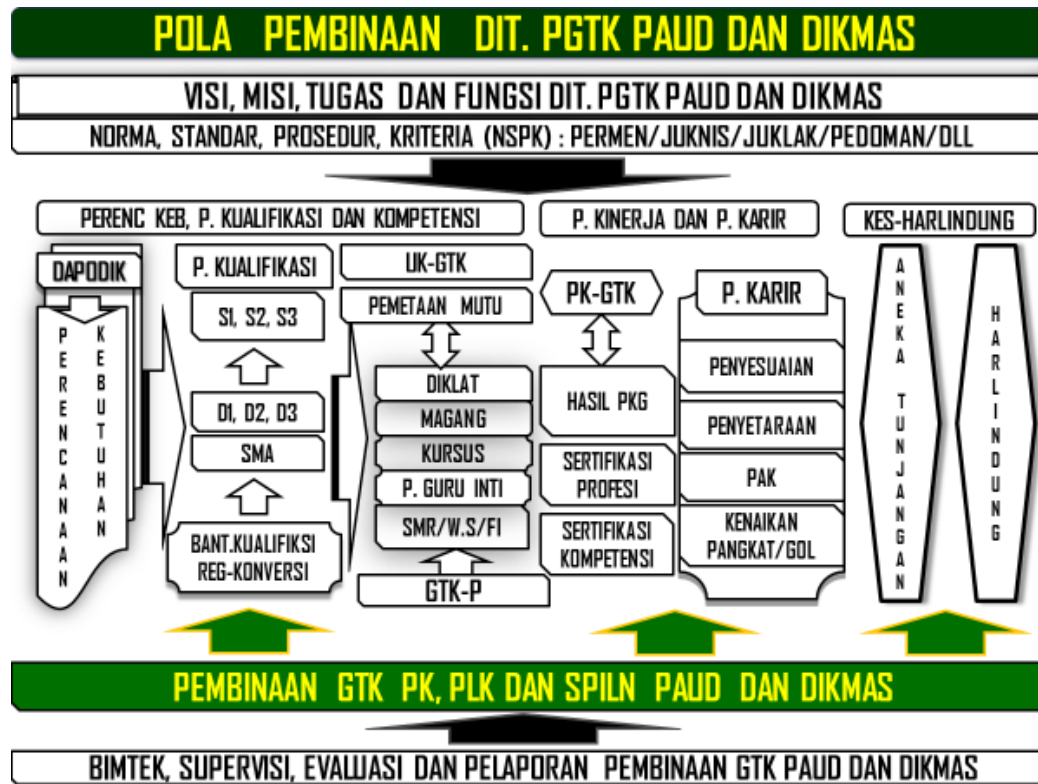 POLA PEMBINAAN DIT. PGTK PAUD DAN DIKMAS
VISI, MISI, TUGAS DAN FUNGSI DIT. PGTK PAUD DAN DIKMAS
NORMA, STANDAR, PROSEDUR, KRITERIA (NSPK) : PERMEN/JUKNIS/JUKLAK/PEDOMAN/DLL
PERENC KEB, P. KUALIFIKASI DAN KOMPETENSI
DAPODIK
PERENCANAAN
KEBUTUHAN
P. KUALIFIKASI
S1, S2, S3
D1, D2, D3
SMA
BANT.KUALIFIKSI
REG-KONVERSI
UK-GTK
PEMETAAN MUTU
DIKLAT
MAGANG
KURSUS
P. GURU INTI
SMR/W.S/FI
GTK-P
P. KINERJA DAN P. KARIR
PK-GTK
HASIL PKG
SERTIFIKASI
PROFESI
SERTIFIKASI
KOMPETENSI
P. KARIR
PENYESUAIAN
PENYETARAAN
PAK
KENAIKAN
PANGKAT/GOL
KES-HARLINDUNG
ANEKA TUNJANGAN
HARLINDUNG
PEMBINAAN GTK PK, PLK DAN SPILN PAUD DAN DIKMAS
BIMTEK, SUPERVISI, EVALUASI DAN PELAPORAN PEMBINAAN GTK PAUD DAN DIKMAS